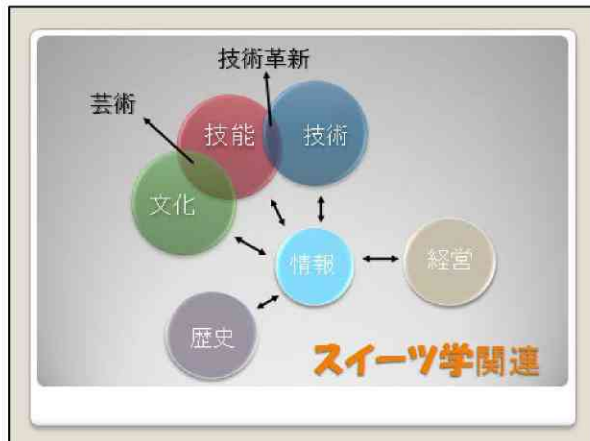 技術革新
芸術
技能
技術
文化
情報
経営
歴史
スイーツ学関連